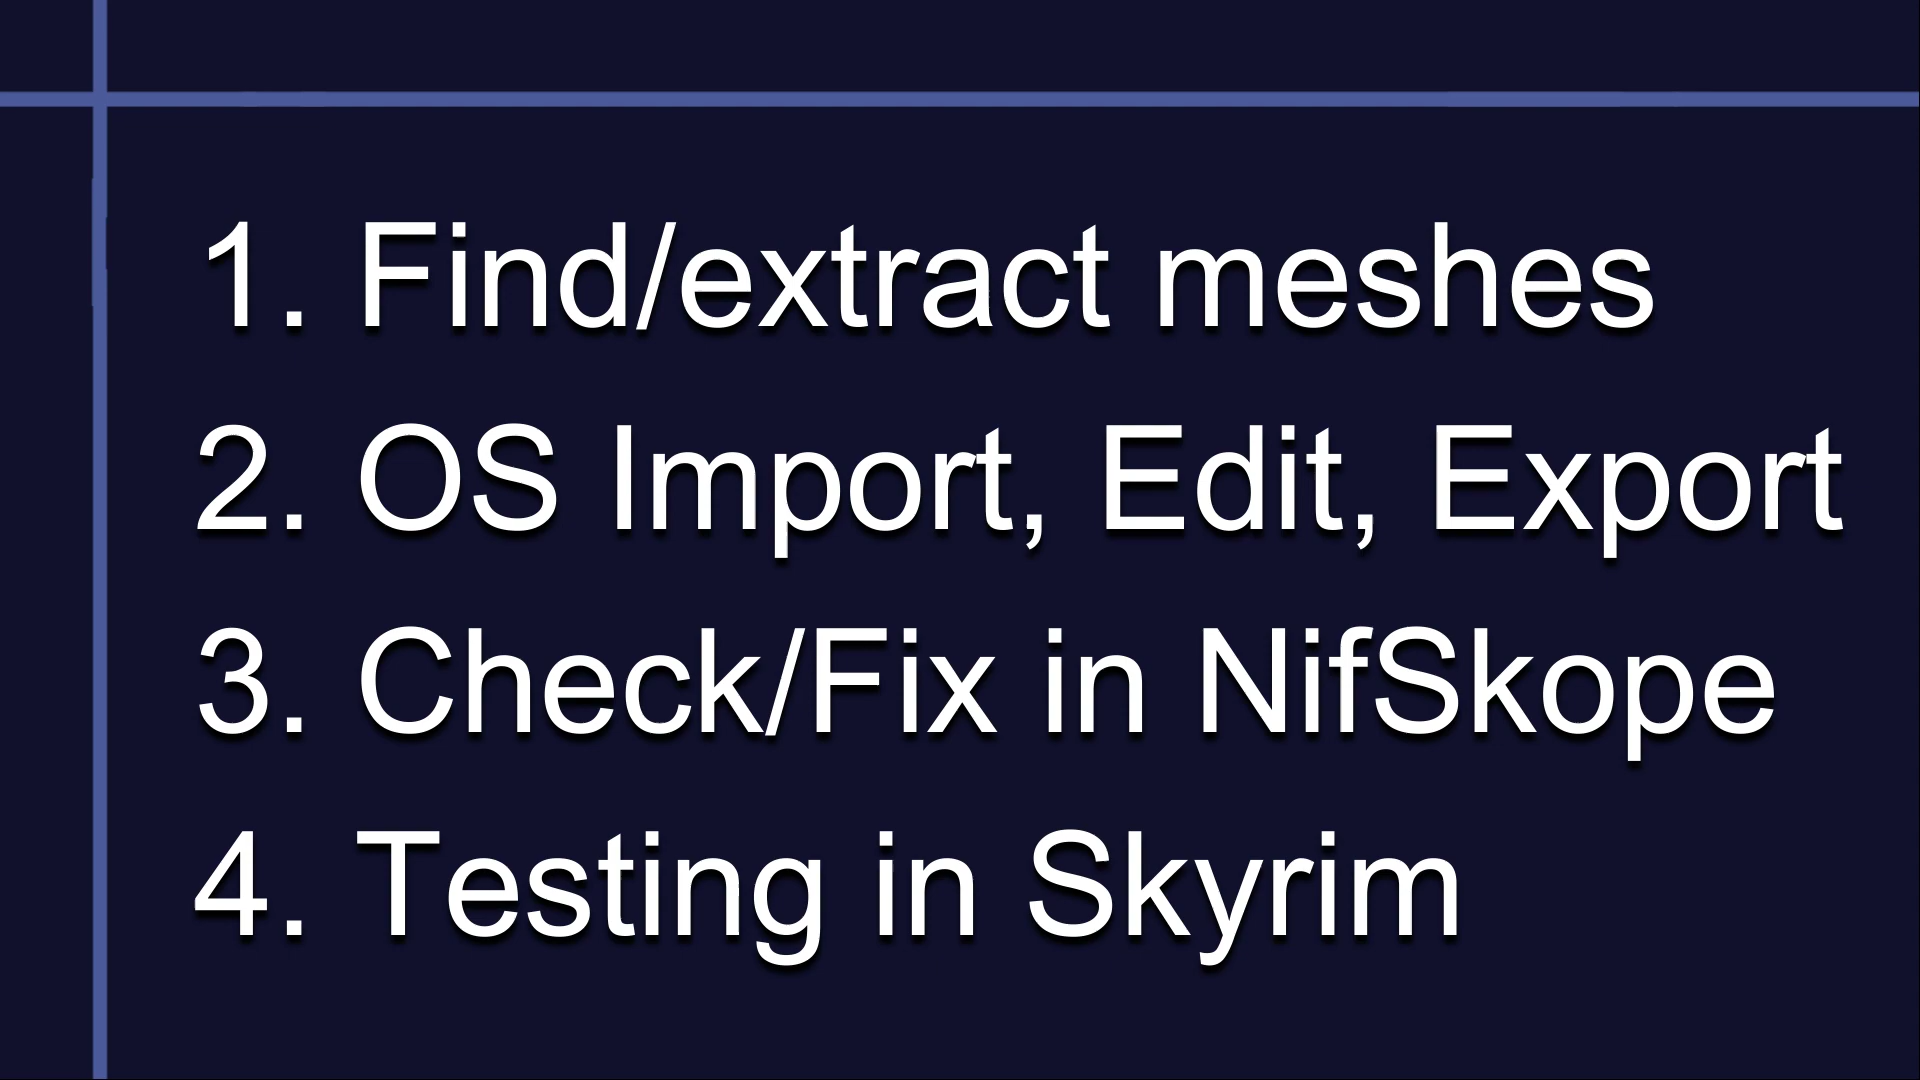 1. Find/extract meshes
2. OS Import, Edit, Export
3. Check/Fix in NifSkope
4. Testing in Skyrim